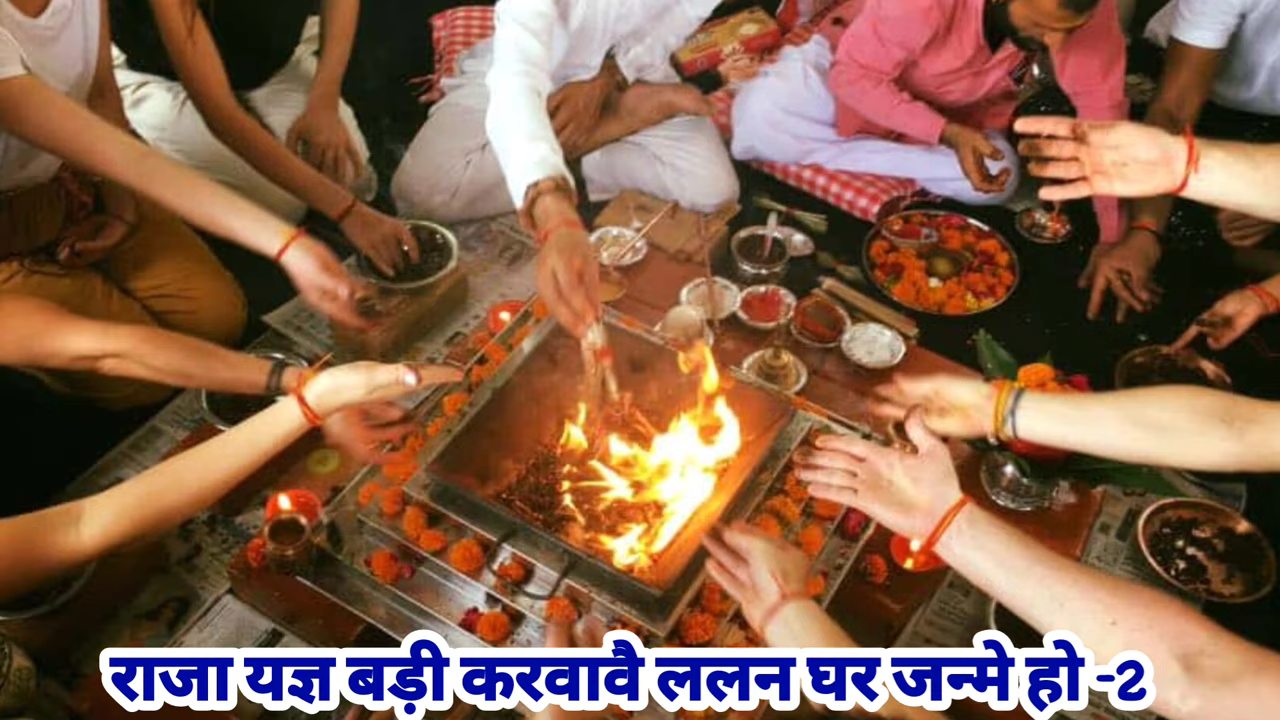 राजा यज्ञ बड़ी करवावै ललन घर जन्मे हो -2